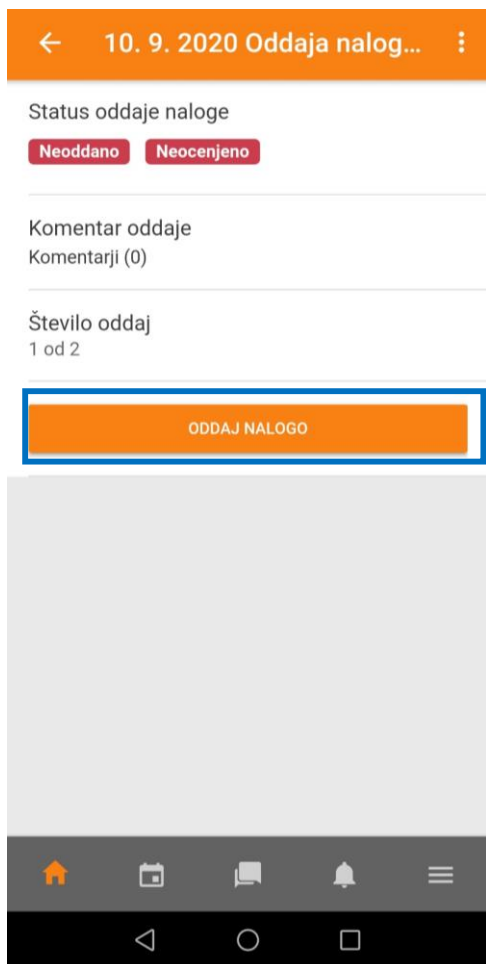 10. 9. 2020 Oddaja nalog...
Status oddaje naloge
Neoddano Neocenjeno
Komentar oddaje
Komentarji (0)
Število oddaj
1 od 2
ODDAJ NALOGO